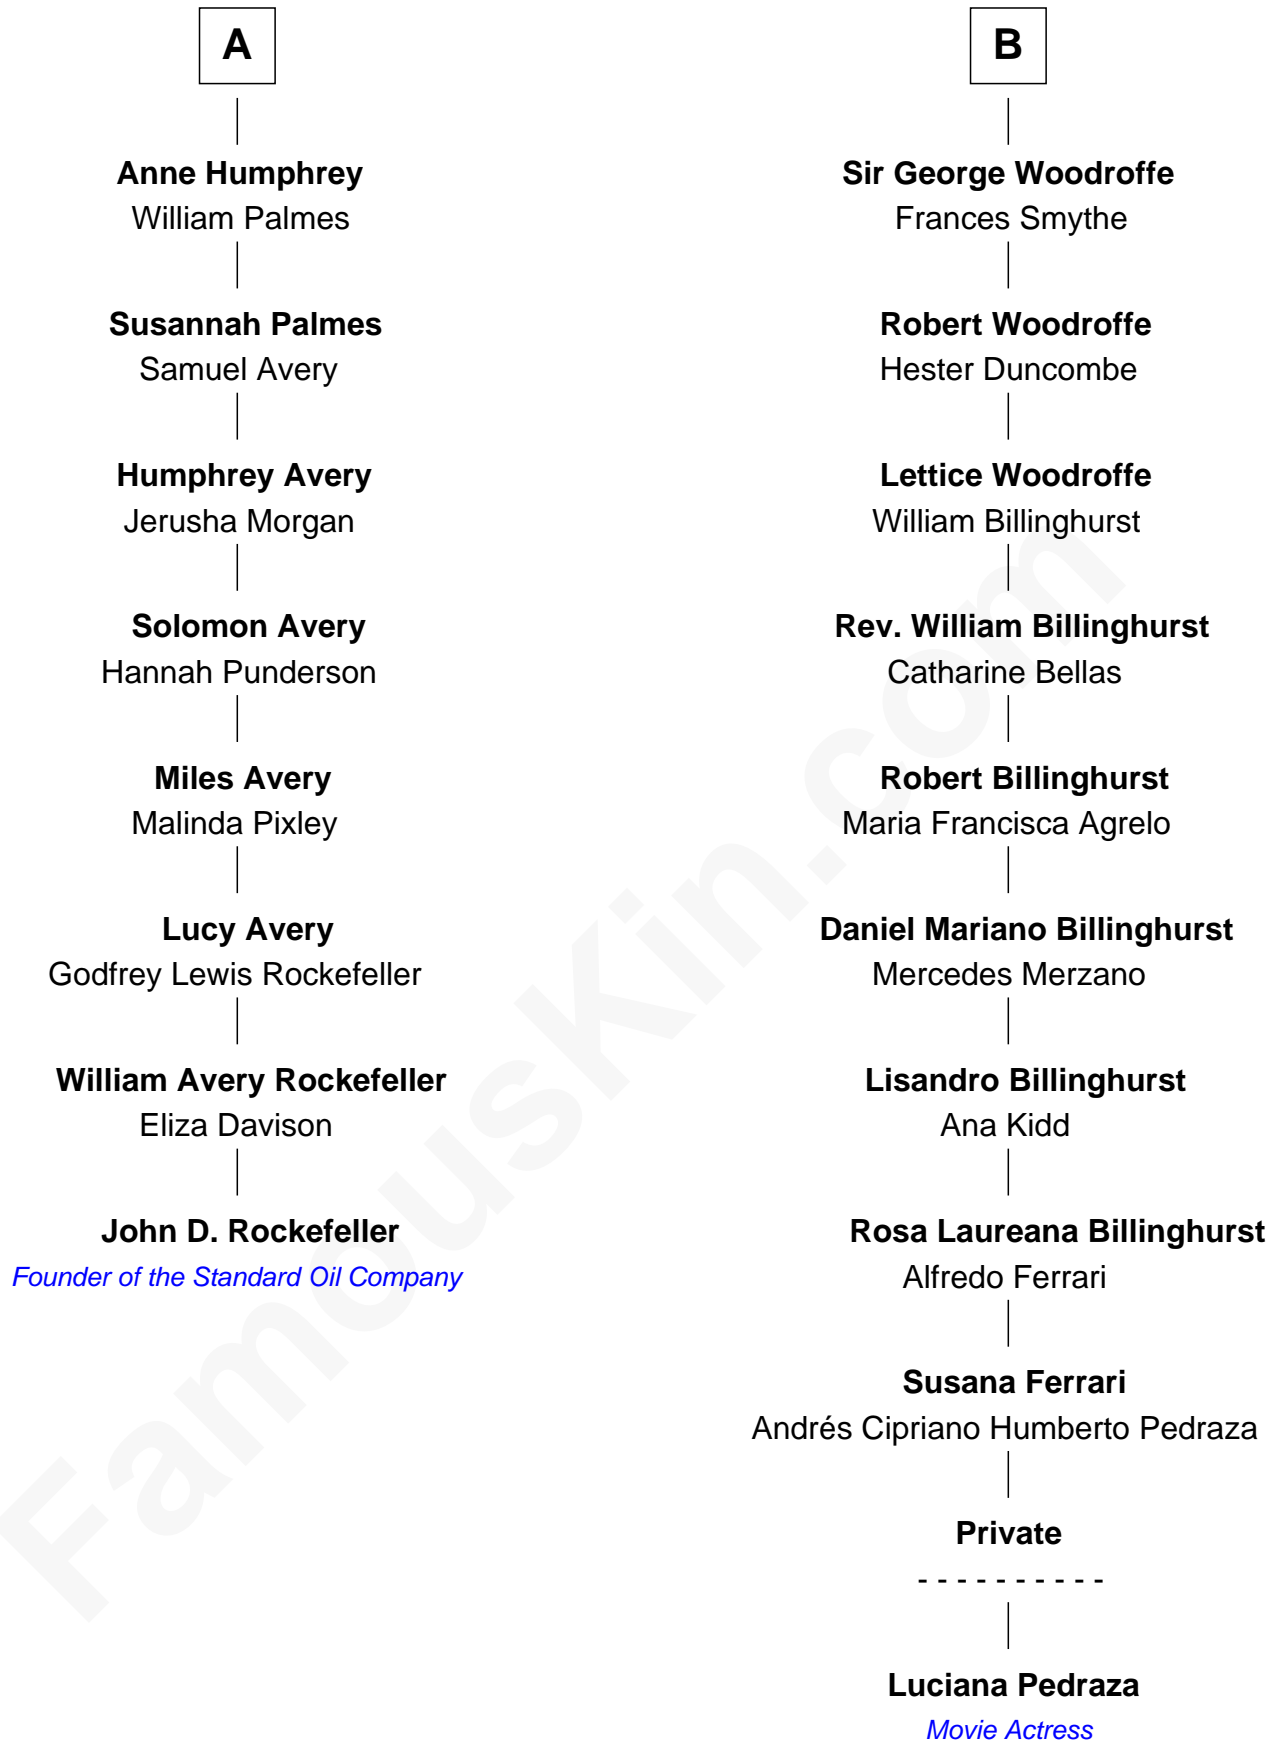 A
Anne Humphrey
William Palmes
Susannah Palmes
Samuel Avery
Humphrey Avery
Jerusha Morgan
Solomon Avery
Hannah Punderson
Miles Avery
Malinda Pixley
Lucy Avery
Godfrey Lewis Rockefeller
William Avery Rockefeller
Eliza Davison
John D. Rockefeller
Founder of the Standard Oil Company
B
Sir George Woodroffe
Frances Smythe
Robert Woodroffe
Hester Duncombe
Lettice Woodroffe
William Billinghurst
Rev. William Billinghurst
Catharine Bellas
Robert Billinghurst
Maria Francisca Agrelo
Daniel Mariano Billinghurst
Mercedes Merzano
Lisandro Billinghurst
Ana Kidd
Rosa Laureana Billinghurst
Alfredo Ferrari
Susana Ferrari
Andrés Cipriano Humberto Pedraza
Private
- - - - - - - - - -
Luciana Pedraza
Movie Actress
FamousKin.com